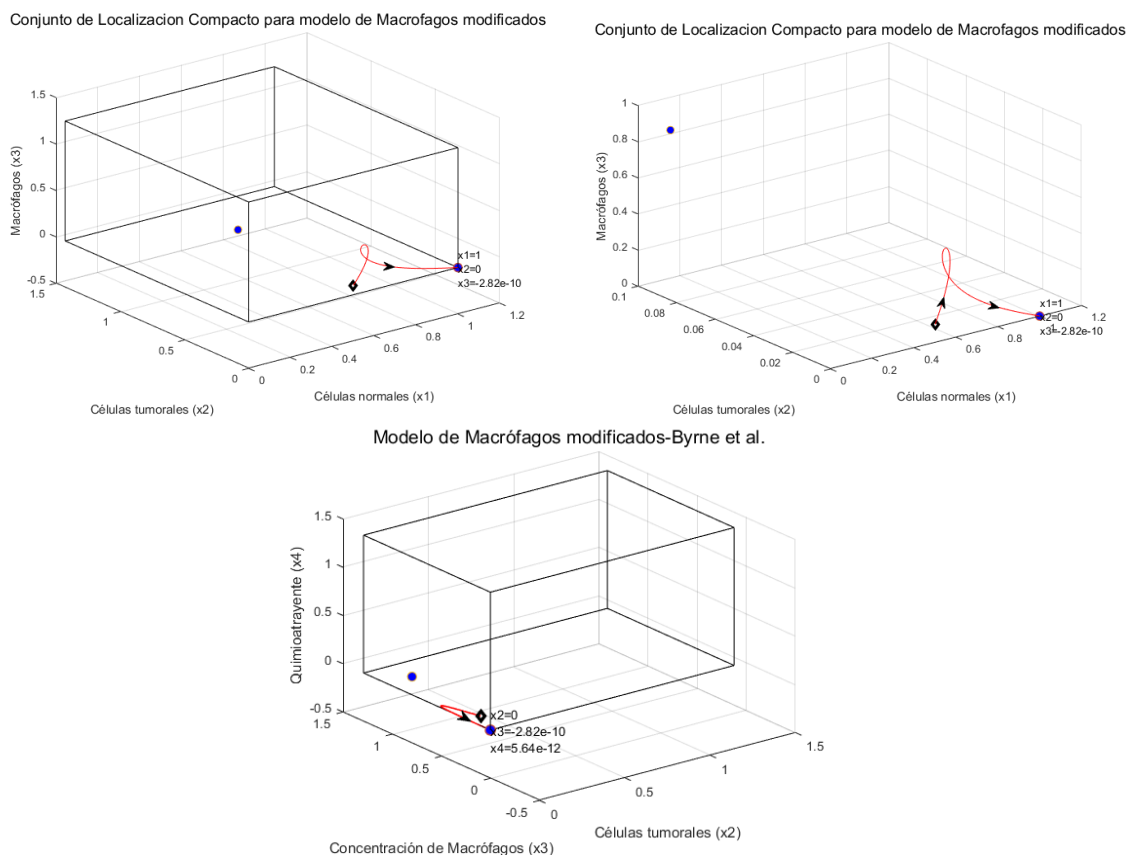 Conjunto de Localizacion Compacto para modelo de Macrofagos modificados
Macrófagos (x3)
1.5
1
0.5
0
-0.5
1.5
1
0.5
0
0
0.2
0.4
0.6
0.8
1
1.2
x1=1
x2=0
x3=-2.82e-10
Células tumorales (x2)
Células normales (x1)
Conjunto de Localizacion Compacto para modelo de Macrofagos modificados
Macrófagos (x3)
1
0.8
0.6
0.4
0.2
0
0.1
0.08
0.06
0.04
0.02
0
0
0.2
0.4
0.6
0.8
1
1.2
x1=1
x2=0
x3=-2.82e-10
Células tumorales (x2)
Células normales (x1)
Modelo de Macrófagos modificados-Byrne et al.
Quimioatrayente (x4)
1.5
1
0.5
0
-0.5
1.5
1
0.5
0
-0.5
0
0.5
1
1.5
x2=0
x3=-2.82e-10
x4=5.64e-12
Concentración de Macrófagos (x3)
Células tumorales (x2)